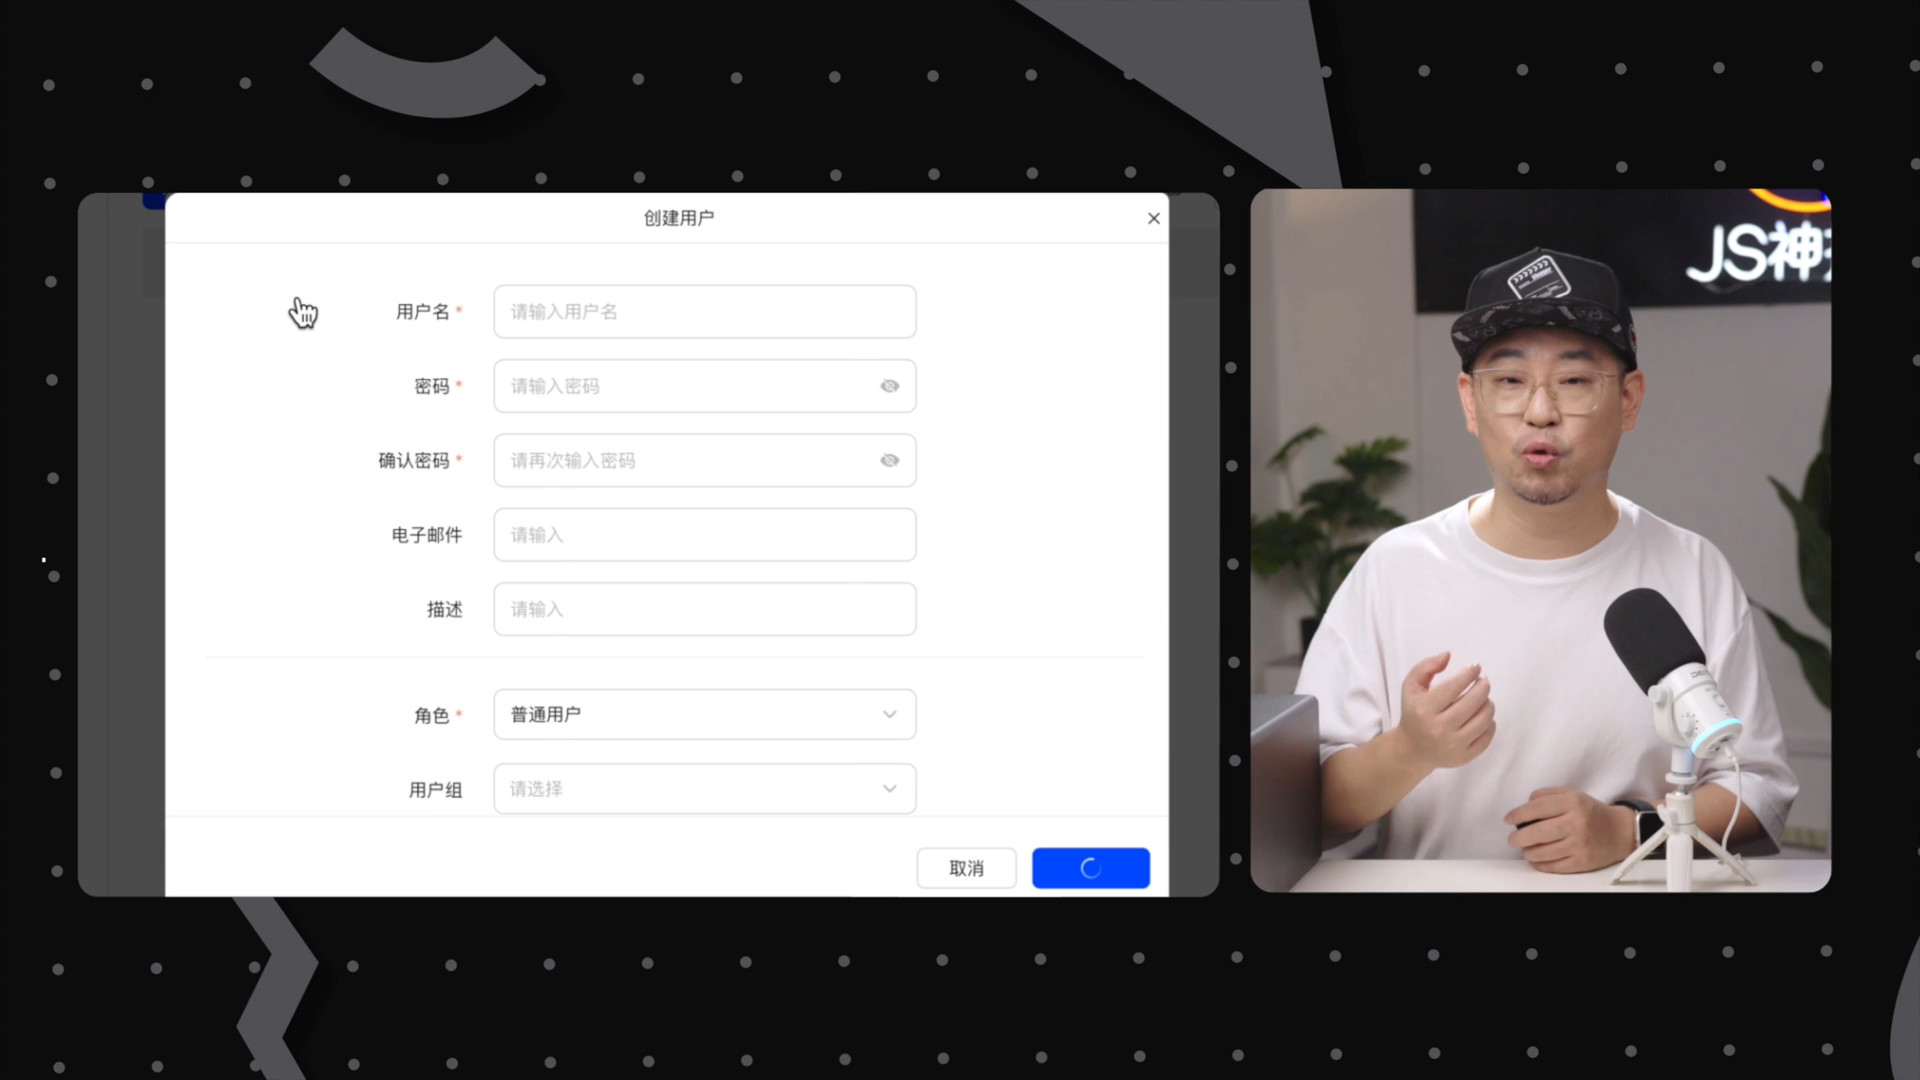 创建用户
用户名 *
请输入用户名
密码 *
请输入密码
确认密码 *
请再次输入密码
电子邮件
请输入
描述
请输入
角色 *
普通用户
用户组
请选择
取消
JS神